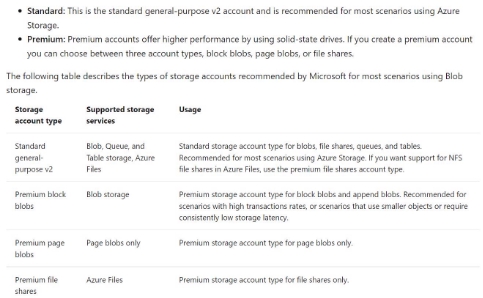 • Standard: This is the standard general-purpose v2 account and is recommended for most scenarios using Azure
Storage.
• Premium: Premium accounts offer higher performance by using solid-state drives. If you create a premium account
you can choose between three account types, block blobs, page blobs, or file shares.
The following table describes the types of storage accounts recommended by Microsoft for most scenarios using Blob
storage.
Storage account type	Supported storage services	Usage
Standard general-purpose v2	Blob, Queue, and Table storage, Azure Files	Standard storage account type for blobs, file shares, queues, and tables.
Recommended for most scenarios using Azure Storage. If you want support for NFS
file shares in Azure Files, use the premium file shares account type.
Premium block blobs	Blob storage	Premium storage account type for block blobs and append blobs. Recommended for
scenarios with high transactions rates, or scenarios that use smaller objects or require
consistently low storage latency.
Premium page blobs	Page blobs only	Premium storage account type for page blobs only.
Premium file shares	Azure Files	Premium storage account type for file shares only.